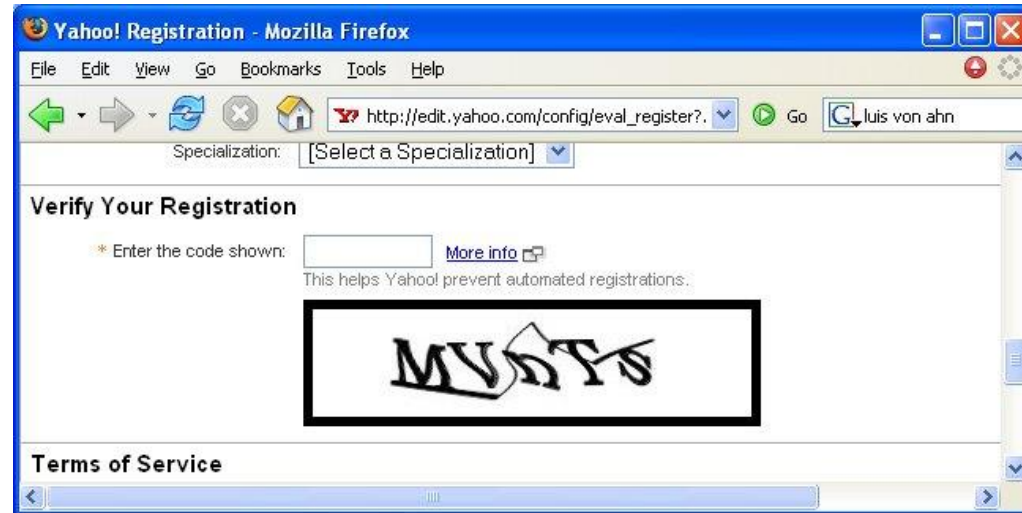 Yahoo! Registration - Mozilla Firefox
File Edit View Go Bookmarks Tools Help
http://edit.yahoo.com/config/eval_register?. Go G luis von ahn
Specialization: [Select a Specialization]
Verify Your Registration
* Enter the code shown: More info
This helps Yahoo! prevent automated registrations.
MVnTs
Terms of Service